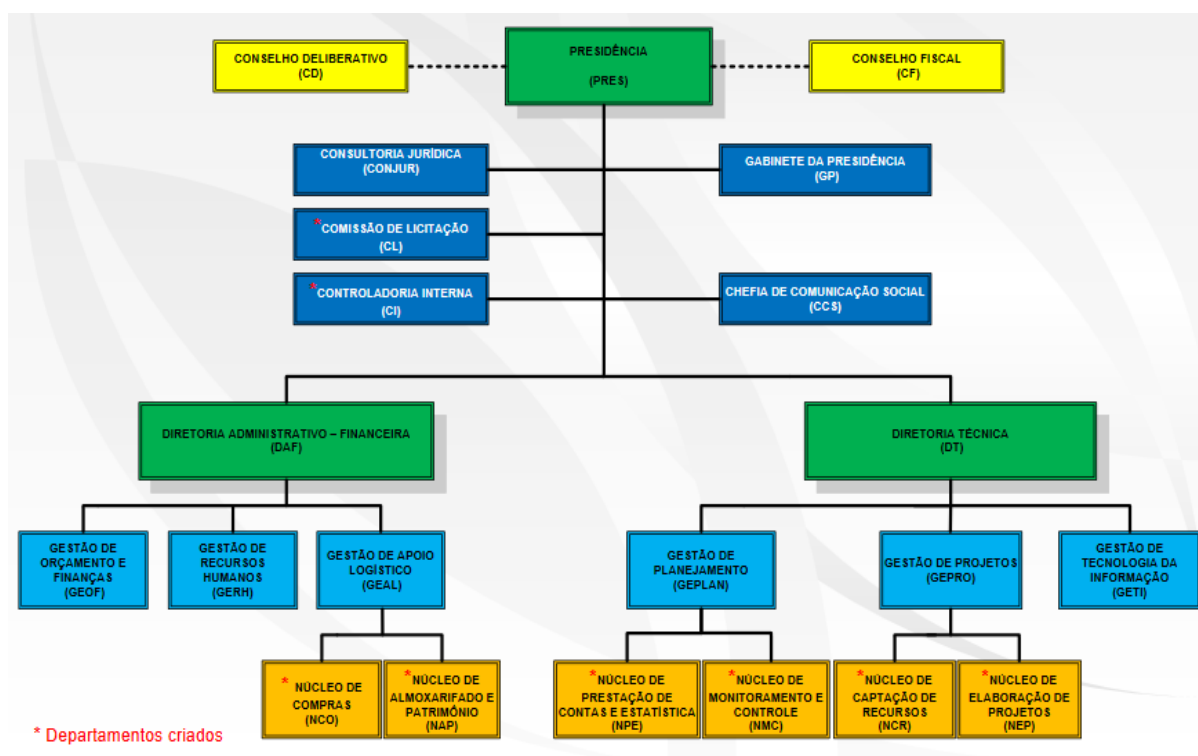 CONSELHO DELIBERATIVO
(CD)
PRESIDÊNCIA
(PRES)
CONSELHO FISCAL
(CF)
CONSULTORIA JURÍDICA
(CONJUR)
GABINETE DA PRESIDÊNCIA
(GP)
*COMISSÃO DE LICITAÇÃO
(CL)
*CONTROLADORIA INTERNA
(CI)
CHEFIA DE COMUNICAÇÃO SOCIAL
(CCS)
DIRETORIA ADMINISTRATIVO – FINANCEIRA
(DAF)
DIRETORIA TÉCNICA
(DT)
GESTÃO DE
ORÇAMENTO E
FINANÇAS
(GEOF)
GESTÃO DE
RECURSOS
HUMANOS
(GERH)
GESTÃO DE APOIO
LOGÍSTICO
(GEAL)
GESTÃO DE
PLANEJAMENTO
(GEPLAN)
GESTÃO DE PROJETOS
(GEPRO)
GESTÃO DE
TECNOLOGIA DA
INFORMAÇÃO
(GETI)
* NÚCLEO DE
COMPRAS
(NCO)
*NÚCLEO DE
ALMOXARIFADO E
PATRIMÔNIO
(NAP)
*NÚCLEO DE
PRESTAÇÃO DE
CONTAS E ESTATÍSTICA
(NPE)
*NÚCLEO DE
MONITORAMENTO E
CONTROLE
(NMC)
*NÚCLEO DE
CAPTAÇÃO DE
RECURSOS
(NCR)
*NÚCLEO DE
ELABORAÇÃO DE
PROJETOS
(NEP)
* Departamentos criados